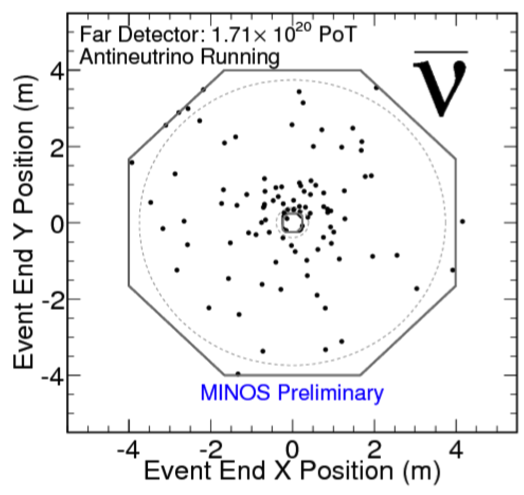 Far Detector: 1.71× 10²⁰ PoT
Antineutrino Running
ν̅
4
2
0
-2
-4
Event End Y Position (m)
MINOS Preliminary
-4 -2 0 2 4
Event End X Position (m)